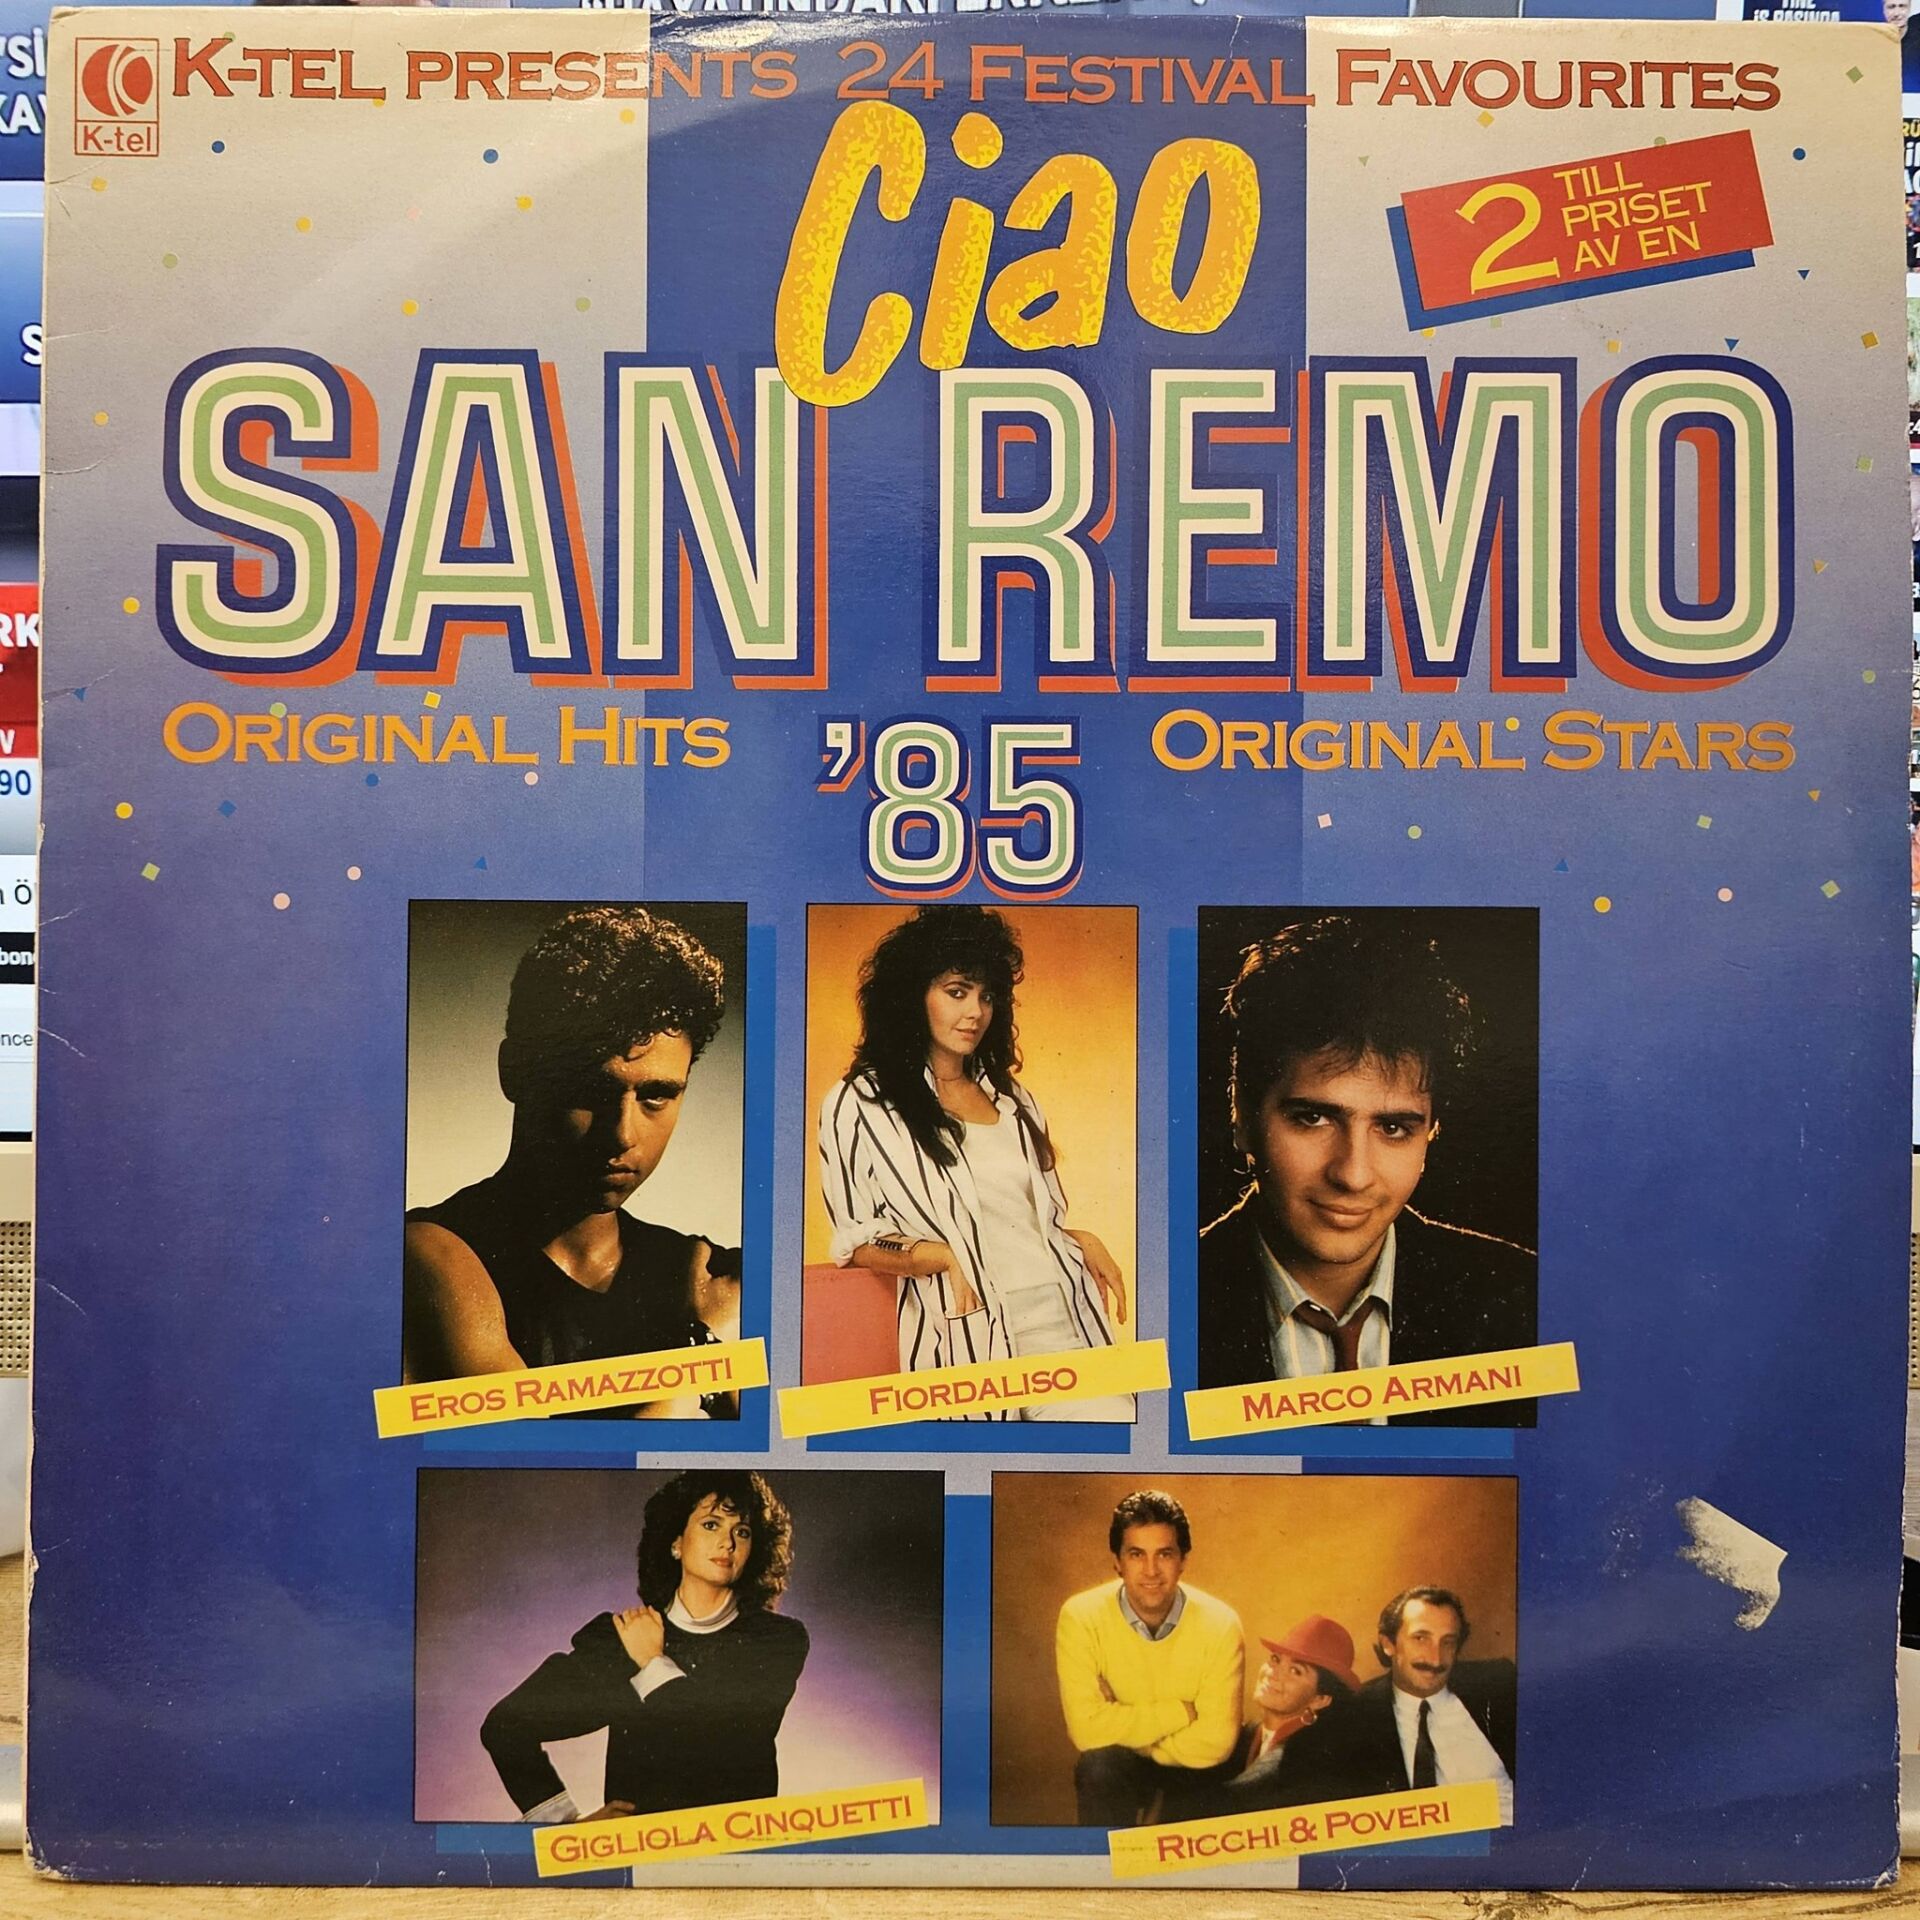 K-TEL PRESENTS 24 FESTIVAL FAVOURITES
K-tel
Ciao
2 TILL
PRISET
AV EN
SAN REMO
ORIGINAL HITS '85 ORIGINAL STARS
EROS RAMAZZOTTI
FIORDALISO
MARCO ARMANI
GIGLIOLA CINQUETTI
RICCHI & POVERI
90